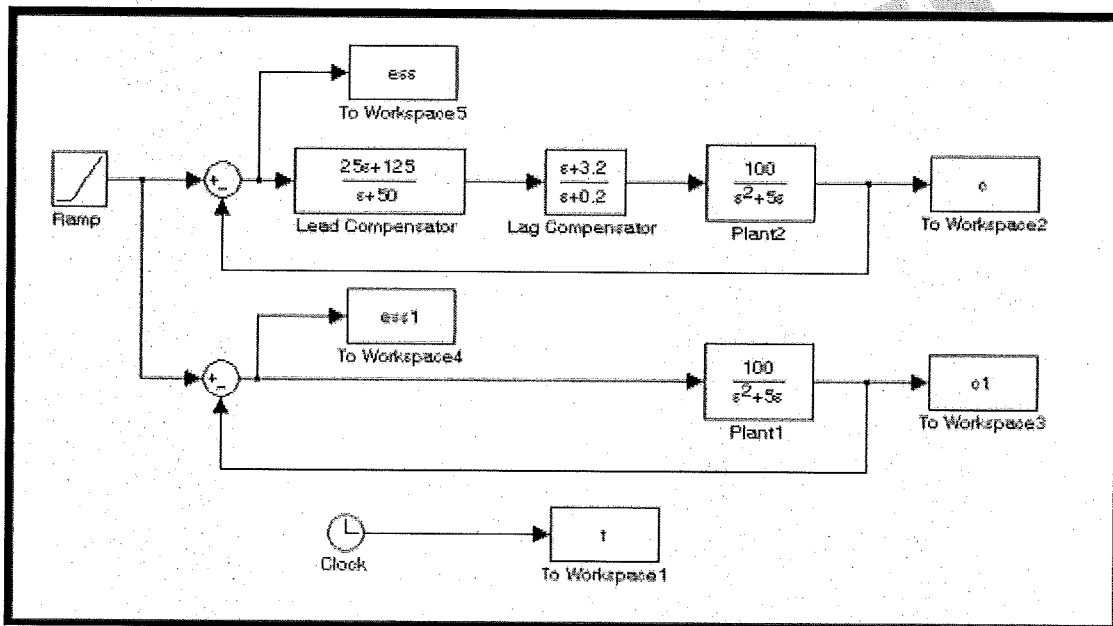 ess
To Workspace5
Ramp
+
-
25s+125
s+50
Lead Compensator
s+3.2
s+0.2
Lag Compensator
100
s²+5s
Plant2
c
To Workspace2
ess1
To Workspace4
+
-
100
s²+5s
Plant1
c1
To Workspace3
Clock
t
To Workspace1